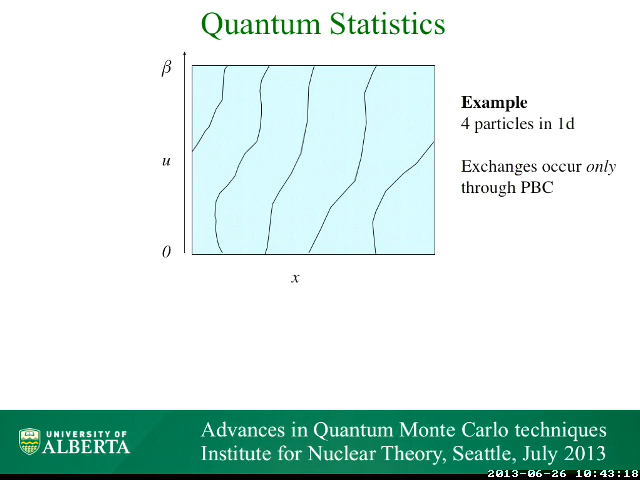 Quantum Statistics
β
u
0
x
Example
4 particles in 1d
Exchanges occur only
through PBC
UNIVERSITY OF
ALBERTA
Advances in Quantum Monte Carlo techniques
Institute for Nuclear Theory, Seattle, July 2013
2013-06-26 10:43:18